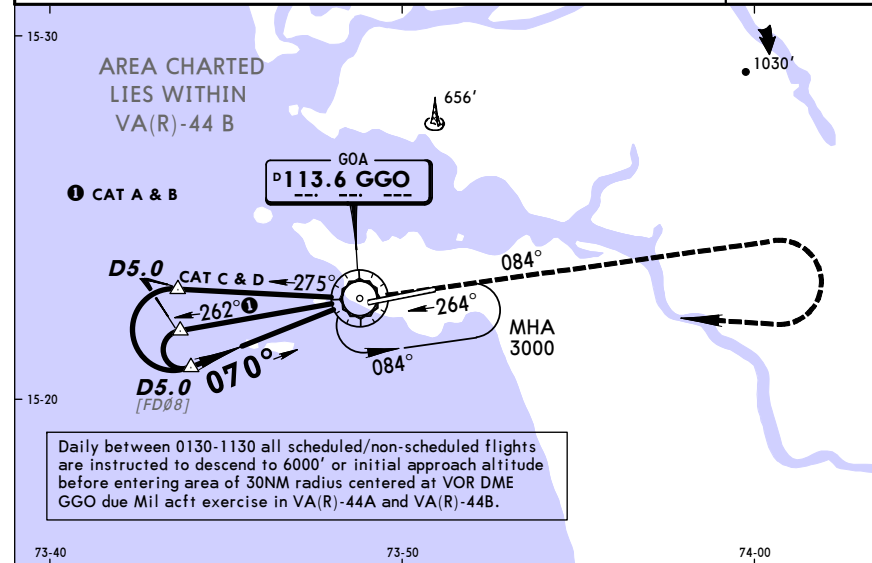 15-30
AREA CHARTED
LIES WITHIN
VA(R)-44 B
656'
1030'
GOA
D113.6 GGO
❶ CAT A & B
D5.0
CAT C & D
275°
262°❶
084°
264°
MHA
3000
070°
084°
D5.0
[FDØ8]
15-20
Daily between 0130-1130 all scheduled/non-scheduled flights
are instructed to descend to 6000' or initial approach altitude
before entering area of 30NM radius centered at VOR DME
GGO due Mil acft exercise in VA(R)-44A and VA(R)-44B.
73-40
73-50
74-00